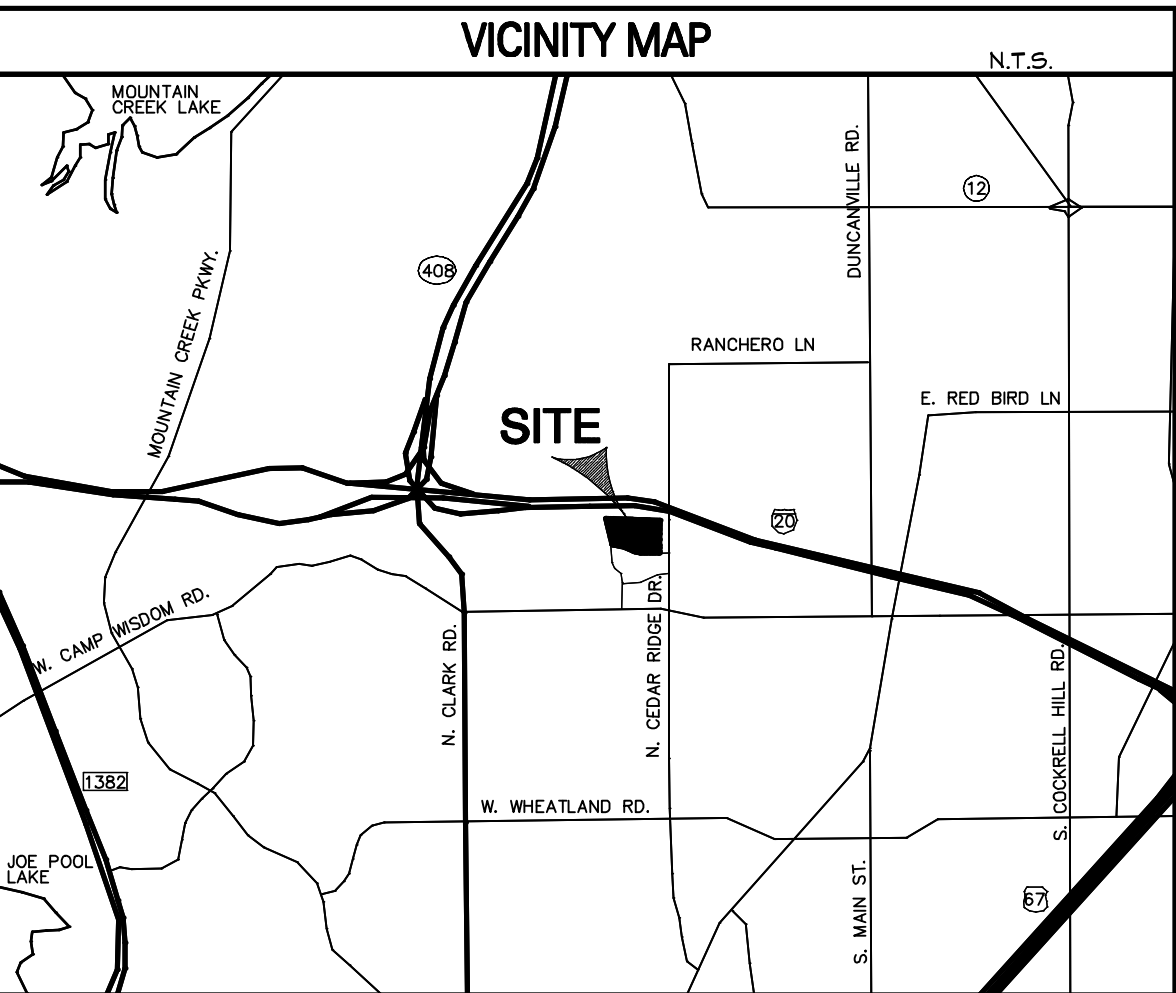 VICINITY MAP
N.T.S.
MOUNTAIN
CREEK LAKE
DUNCANVILLE RD.
12
MOUNTAIN CREEK PKWY.
408
RANCHERO LN
E. RED BIRD LN
SITE
20
W. CAMP WISDOM RD.
N. CLARK RD.
N. CEDAR RIDGE DR.
S. COCKRELL HILL RD.
1382
W. WHEATLAND RD.
JOE POOL
LAKE
S. MAIN ST.
67